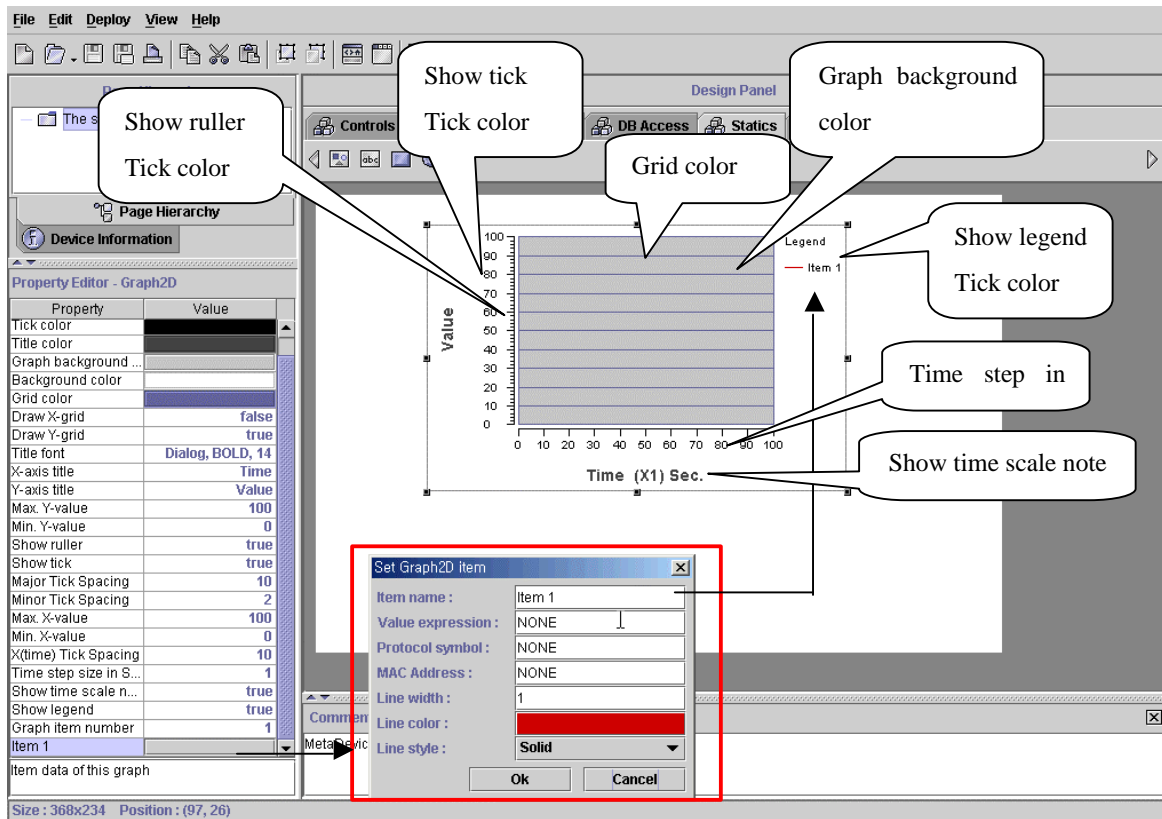 File Edit Deploy View Help
Design Panel
The s
Controls
DB Access
Statics
abc
Show ruller
Tick color
Show tick
Tick color
Grid color
Graph background
color
Show legend
Tick color
Time step in
Show time scale note
Page Hierarchy
Device Information
Property Editor - Graph2D
Property Value
Tick color
Title color
Graph background ...
Background color
Grid color
Draw X-grid false
Draw Y-grid true
Title font Dialog, BOLD, 14
X-axis title Time
Y-axis title Value
Max. Y-value 100
Min. Y-value 0
Show ruller true
Show tick true
Major Tick Spacing 10
Minor Tick Spacing 2
Max. X-value 100
Min. X-value 0
X(time) Tick Spacing 10
Time step size in S... 1
Show time scale n... true
Show legend true
Graph item number 1
Item 1
Item data of this graph
Size : 368x234 Position : (97, 26)
Value
100
90
80
70
60
50
40
30
20
10
0
0 10 20 30 40 50 60 70 80 90 100
Time (X1) Sec.
Legend
Item 1
Set Graph2D item
Item name : Item 1
Value expression : NONE
Protocol symbol : NONE
MAC Address : NONE
Line width : 1
Line color :
Line style : Solid
Ok Cancel
Commen
MetaDevic